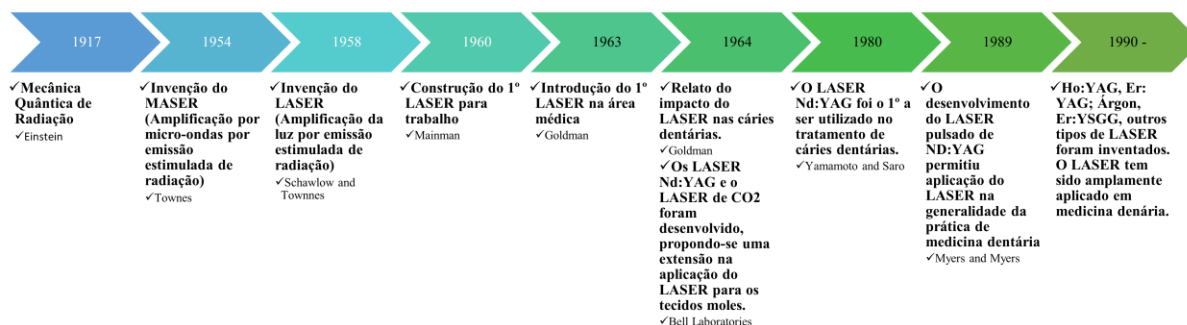 1917
1954
1958
1960
1963
1964
1980
1989
1990 -
✓Mecânica
Quântica de
Radiação
✓Einstein
✓Invenção do
MASER
(Amplificação por
micro-ondas por
emissão
estimulada de
radiação)
✓Townes
✓Invenção do
LASER
(Amplificação da
luz por emissão
estimulada de
radiação)
✓Schawlow and
Townnes
✓Construção do 1º
LASER para
trabalho
✓Mainman
✓Introdução do 1º
LASER na área
médica
✓Goldman
✓Relato do
impacto do
LASER nas cáries
dentárias.
✓Goldman
✓Os LASER
Nd:YAG e o
LASER de CO2
foram
desenvolvido,
propondo-se uma
extensão na
aplicação do
LASER para os
tecidos moles.
✓Bell Laboratories
✓O LASER
Nd:YAG foi o 1º a
ser utilizado no
tratamento de
cáries dentárias.
✓Yamamoto and Saro
✓O
desenvolvimento
do LASER
pulsado de
ND:YAG
permitiu
aplicação do
LASER na
generalidade da
prática de
medicina dentária
✓Myers and Myers
✓Ho:YAG, Er:
YAG; Árgon,
Er:YSGG, outros
tipos de LASER
foram inventados.
O LASER tem
sido amplamente
aplicado em
medicina denária.